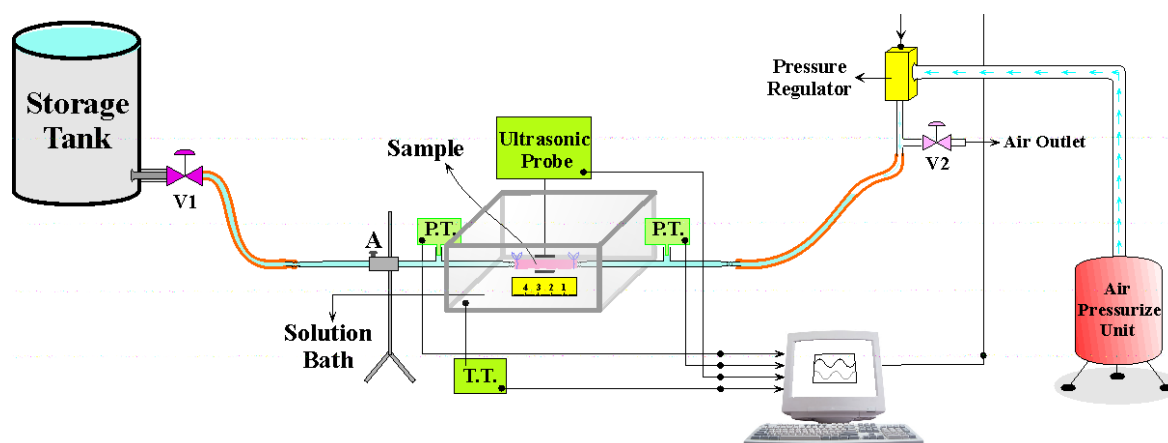 Storage
Tank
V1
Sample
Ultrasonic
Probe
Pressure
Regulator
V2
Air Outlet
A
P.T.
P.T.
4 3 2 1
Solution
Bath
T.T.
Air
Pressurize
Unit